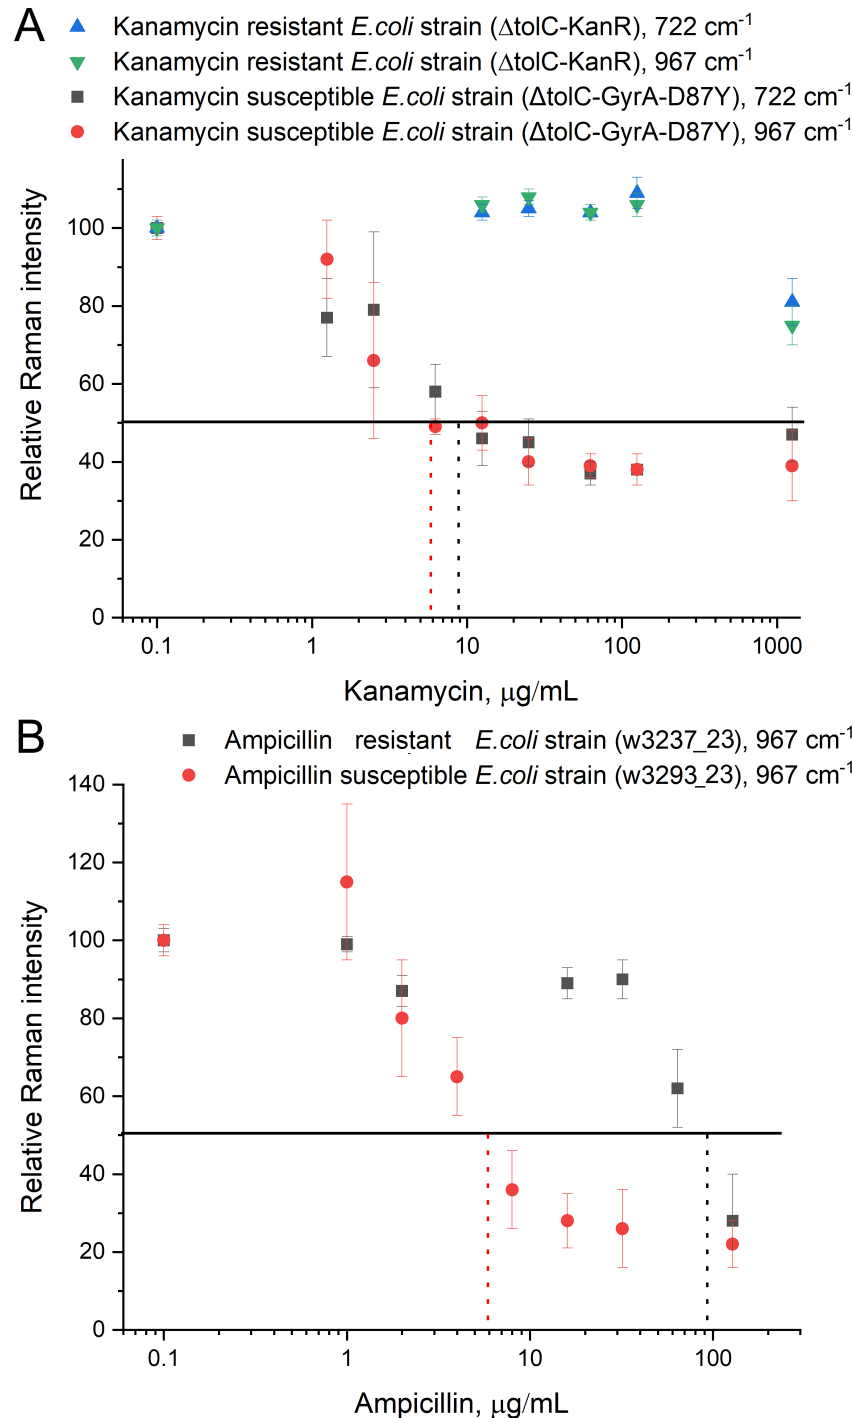 A
Kanamycin resistant E.coli strain (ΔtolC-KanR), 722 cm-1
Kanamycin resistant E.coli strain (ΔtolC-KanR), 967 cm-1
Kanamycin susceptible E.coli strain (ΔtolC-GyrA-D87Y), 722 cm-1
Kanamycin susceptible E.coli strain (ΔtolC-GyrA-D87Y), 967 cm-1
Relative Raman intensity
100
80
60
40
20
0
0.1 1 10 100 1000
Kanamycin, μg/mL
B
Ampicillin resistant E.coli strain (w3237_23), 967 cm-1
Ampicillin susceptible E.coli strain (w3293_23), 967 cm-1
Relative Raman intensity
140
120
100
80
60
40
20
0
0.1 1 10 100
Ampicillin, μg/mL